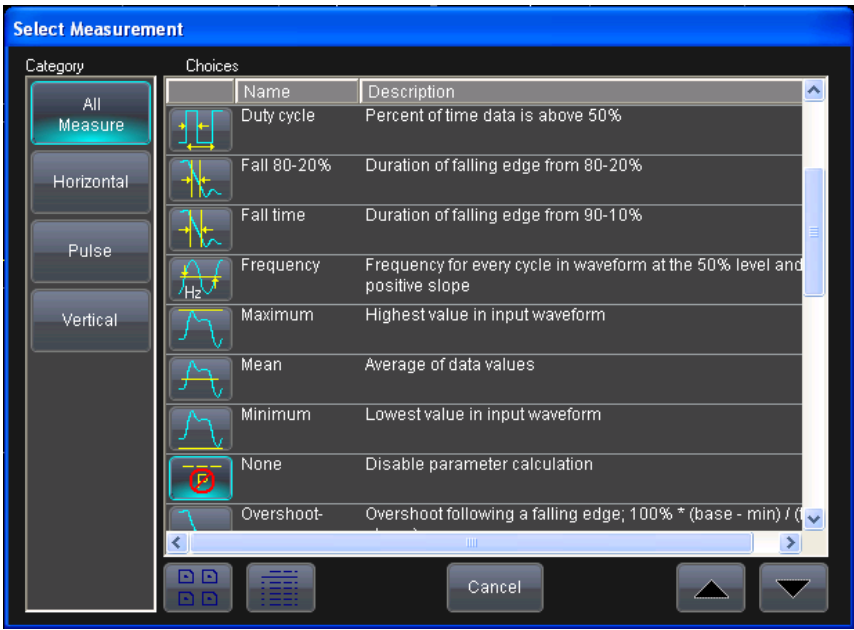 Select Measurement
Category
Choices
All
Measure
Horizontal
Pulse
Vertical
Name Description
Duty cycle Percent of time data is above 50%
Fall 80-20% Duration of falling edge from 80-20%
Fall time Duration of falling edge from 90-10%
Frequency Frequency for every cycle in waveform at the 50% level and
positive slope
Hz
Maximum Highest value in input waveform
Mean Average of data values
Minimum Lowest value in input waveform
None Disable parameter calculation
P
Overshoot- Overshoot following a falling edge; 100% * (base - min) / (
Cancel